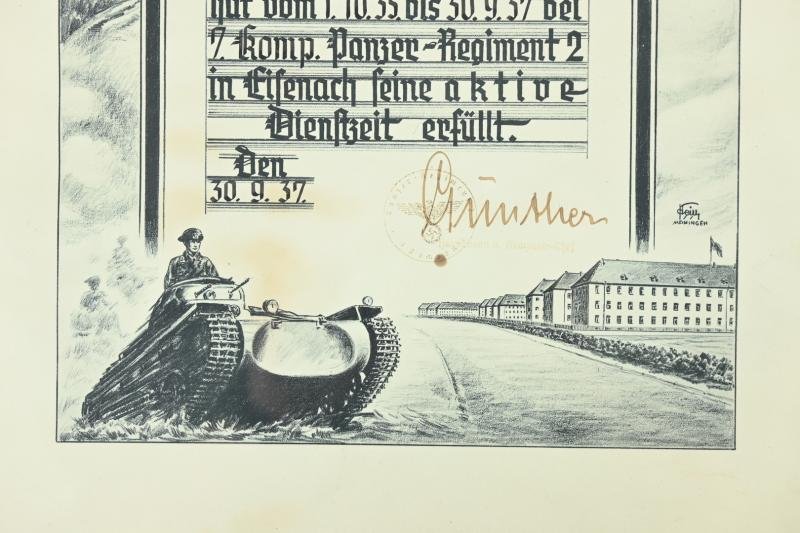 hat vom 1.10.35. bis 30.9.37 bei
7. Komp. Panzer-Regiment 2
in Eisenach seine aktive
Dienstzeit erfüllt.
Den
30. 9. 37.
Günther
MEININGEN